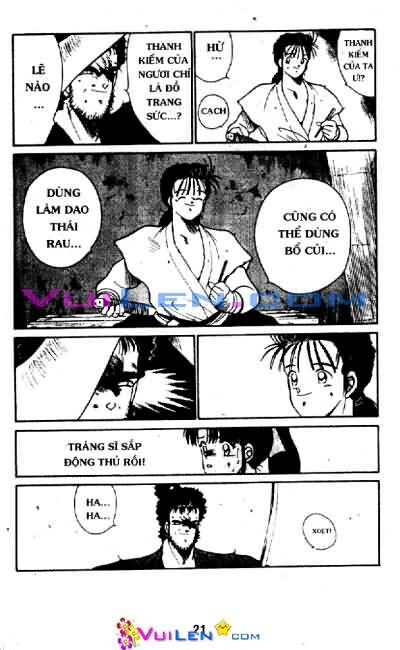 THANH
KIẾM
CỦA TA
Ư?
HỪ
...
CẠCH
THANH
KIẾM CỦA
NGƯƠI CHỈ
LÀ ĐỒ
TRANG
SỨC...?
LẼ
NÀO
...
CŨNG CÓ
THỂ DÙNG
BỔ CỦI...
DÙNG
LÀM DAO
THÁI
RAU...
VUILEN.COM
TRÁNG SĨ SẮP
ĐỘNG THỦ RỒI!
HA...
HA...
XOẸT!
21
VUILEN.COM